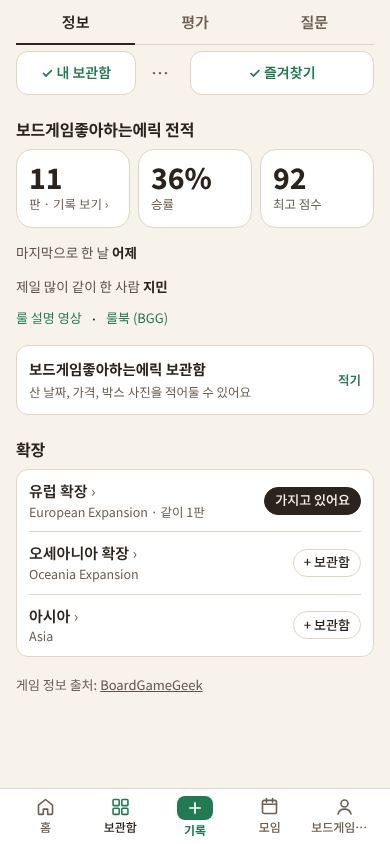 정보 평가 질문
✓ 내 보관함 ··· ✓ 즐겨찾기
보드게임좋아하는에릭 전적
11 36% 92
판 · 기록 보기 › 승률 최고 점수
마지막으로 한 날 어제
제일 많이 같이 한 사람 지민
룰 설명 영상 · 룰북 (BGG)
보드게임좋아하는에릭 보관함
산 날짜, 가격, 박스 사진을 적어둘 수 있어요
적기
확장
유럽 확장 ›
European Expansion · 같이 1판
가지고 있어요
오세아니아 확장 ›
Oceania Expansion
+ 보관함
아시아 ›
Asia
+ 보관함
게임 정보 출처: BoardGameGeek
홈 보관함 기록 모임 보드게임···